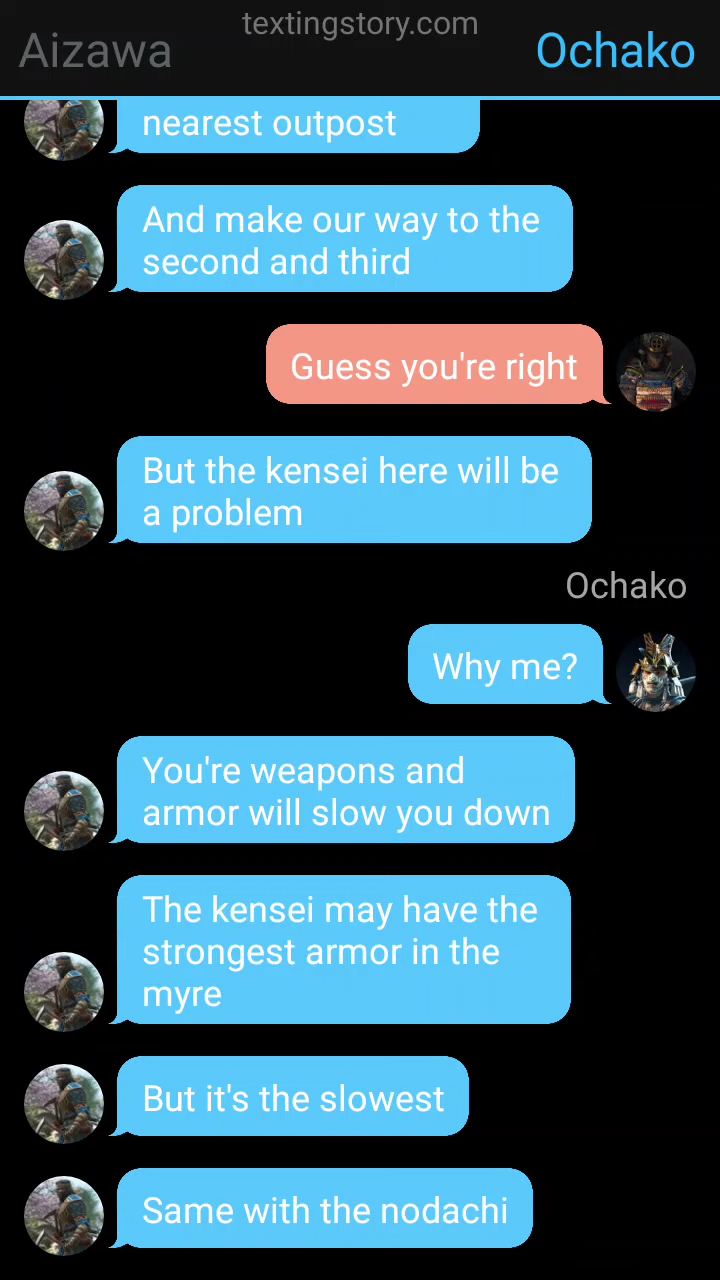 textingstory.com
Aizawa
Ochako
nearest outpost
And make our way to the
second and third
Guess you're right
But the kensei here will be
a problem
Ochako
Why me?
You're weapons and
armor will slow you down
The kensei may have the
strongest armor in the
myre
But it's the slowest
Same with the nodachi